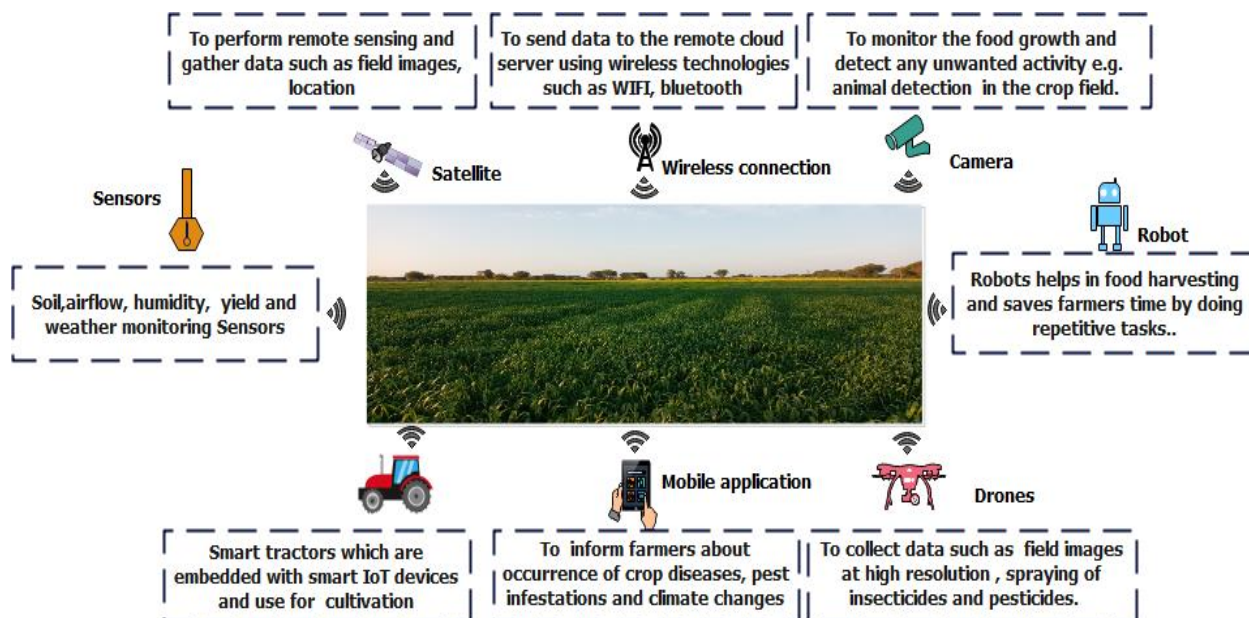 To perform remote sensing and
gather data such as field images,
location
To send data to the remote cloud
server using wireless technologies
such as WIFI, bluetooth
To monitor the food growth and
detect any unwanted activity e.g.
animal detection in the crop field.
Satellite
Wireless connection
Camera
Sensors
Robot
Soil,airflow, humidity, yield and
weather monitoring Sensors
Robots helps in food harvesting
and saves farmers time by doing
repetitive tasks..
Mobile application
Drones
Smart tractors which are
embedded with smart IoT devices
and use for cultivation
To inform farmers about
occurrence of crop diseases, pest
infestations and climate changes
To collect data such as field images
at high resolution , spraying of
insecticides and pesticides.